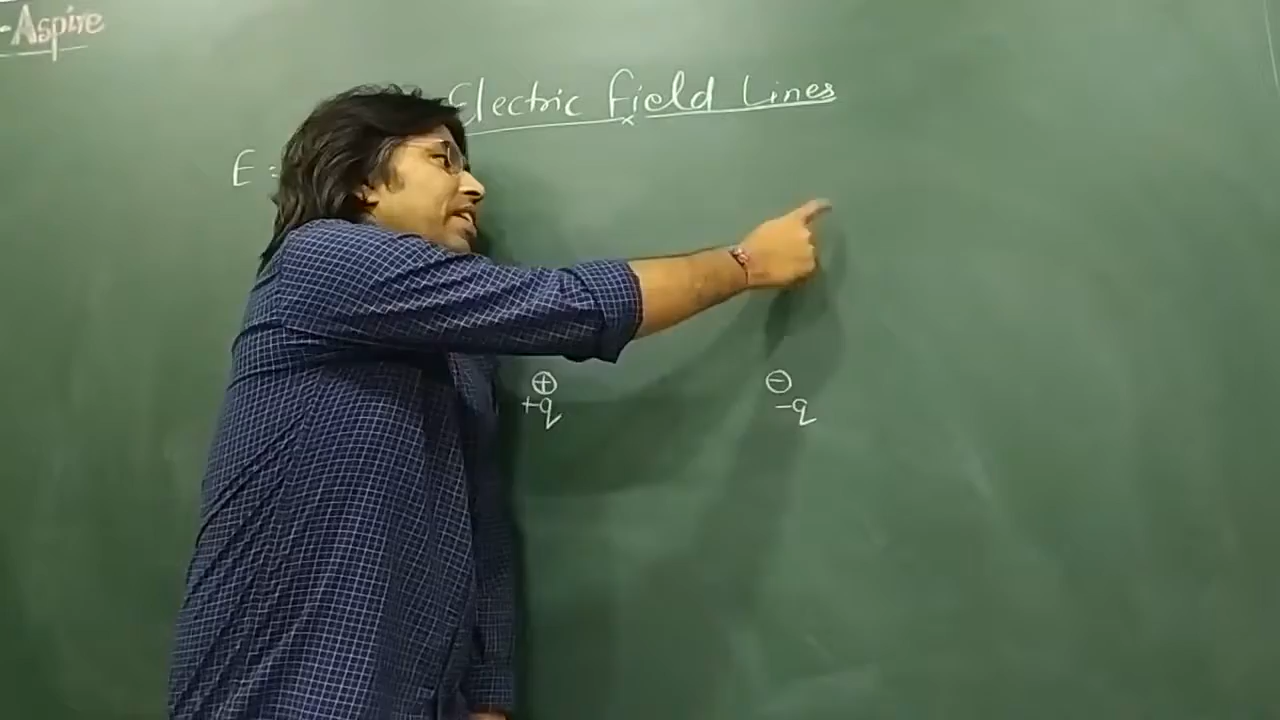 -Aspire
Electric Field Lines
E =
+ -
+q -q